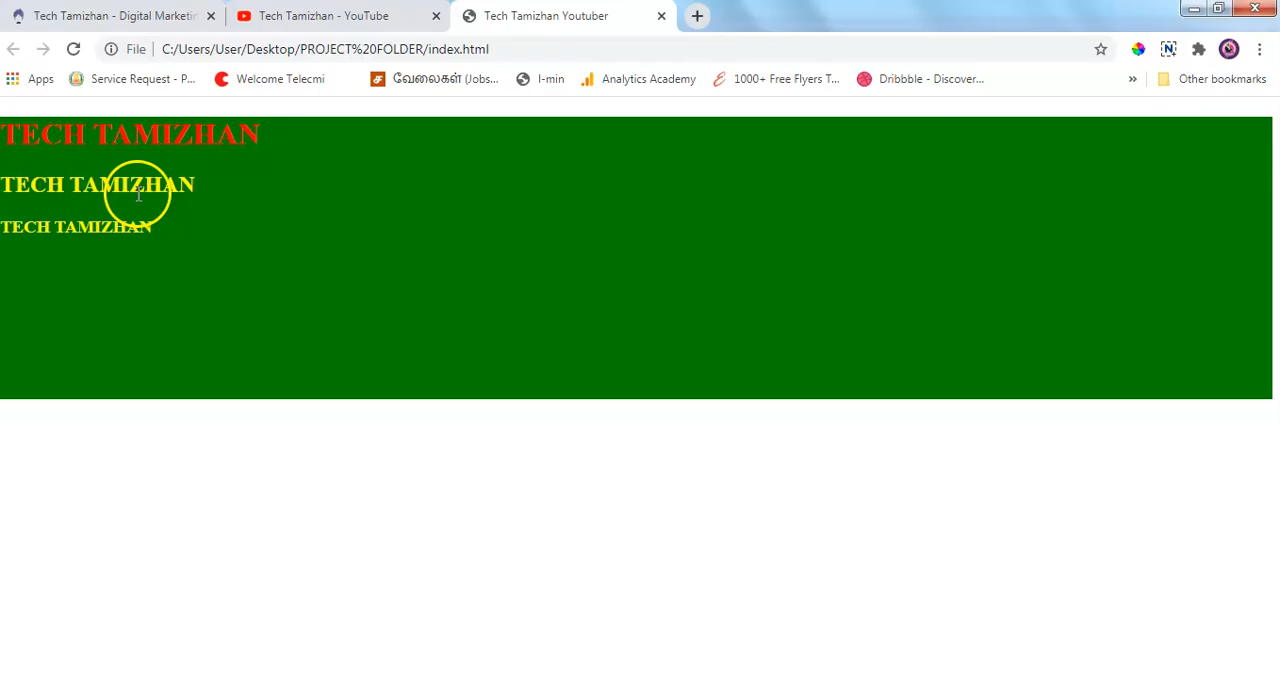 Tech Tamizhan - Digital Marketin
Tech Tamizhan - YouTube
Tech Tamizhan Youtuber
File
C:/Users/User/Desktop/PROJECT%20FOLDER/index.html
Apps
Service Request - P...
Welcome Telecmi
வேலைகள் (Jobs...
I-min
Analytics Academy
1000+ Free Flyers T...
Dribbble - Discover...
»
Other bookmarks
TECH TAMIZHAN
TECH TAMIZHAN
TECH TAMIZHAN